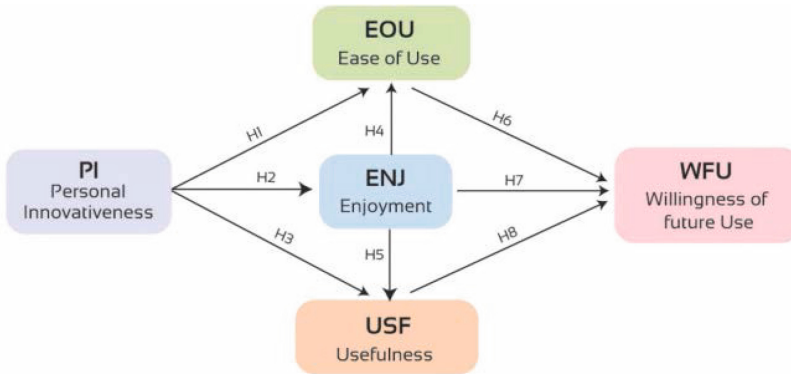 EOU
Ease of Use
H1
H4
H6
PI
Personal
Innovativeness
H2
ENJ
Enjoyment
H7
WFU
Willingness of
future Use
H3
H5
H8
USF
Usefulness